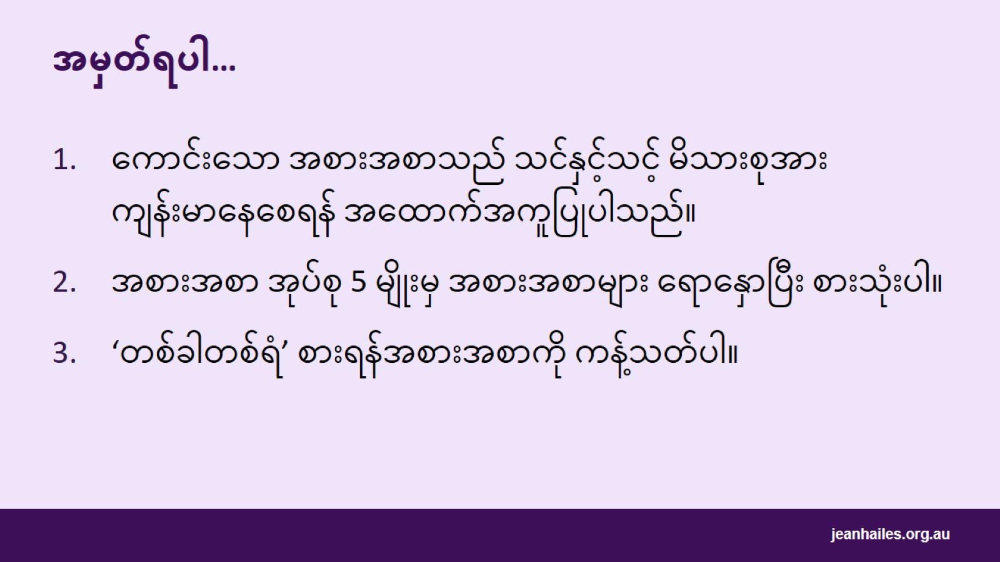 အမှတ်ရပါ...
1. ကောင်းသော အစားအစာသည် သင်နှင့်သင့် မိသားစုအား
ကျန်းမာနေစေရန် အထောက်အကူပြုပါသည်။
2. အစားအစာ အုပ်စု 5 မျိုးမှ အစားအစာများ ရောနှောပြီး စားသုံးပါ။
3. ‘တစ်ခါတစ်ရံ’ စားရန်အစားအစာကို ကန့်သတ်ပါ။
jeanhailes.org.au